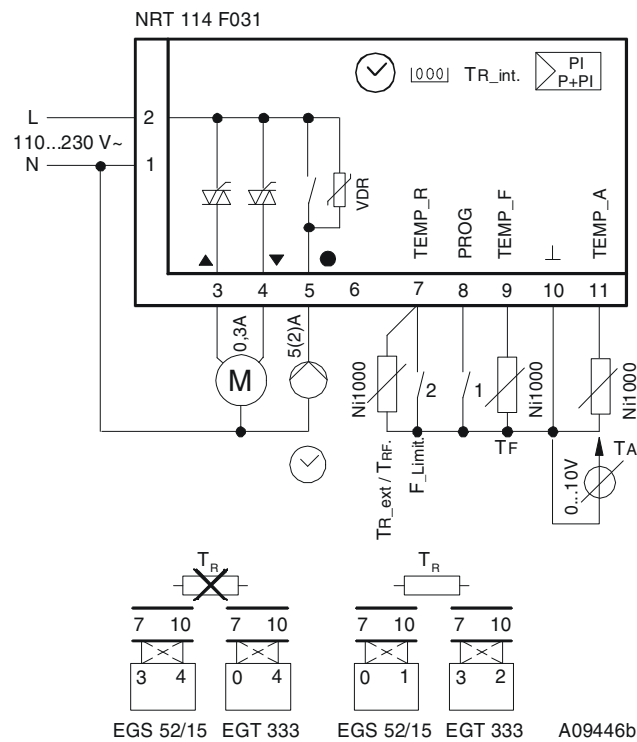 NRT 114 F031
000 TR_int. PI
P+PI
L 2
110...230 V~
N 1
VDR
TEMP_R
PROG
TEMP_F
⊥
TEMP_A
3 4 5 6 7 8 9 10 11
0,3A
5(2)A
M
Ni1000
2
1
Ni1000
Ni1000
TR_ext / TRF.
F_Limit.
TF
0...10V
TA
TR
TR
7 10 7 10 7 10 7 10
3 4 0 4 0 1 3 2
EGS 52/15 EGT 333 EGS 52/15 EGT 333 A09446b